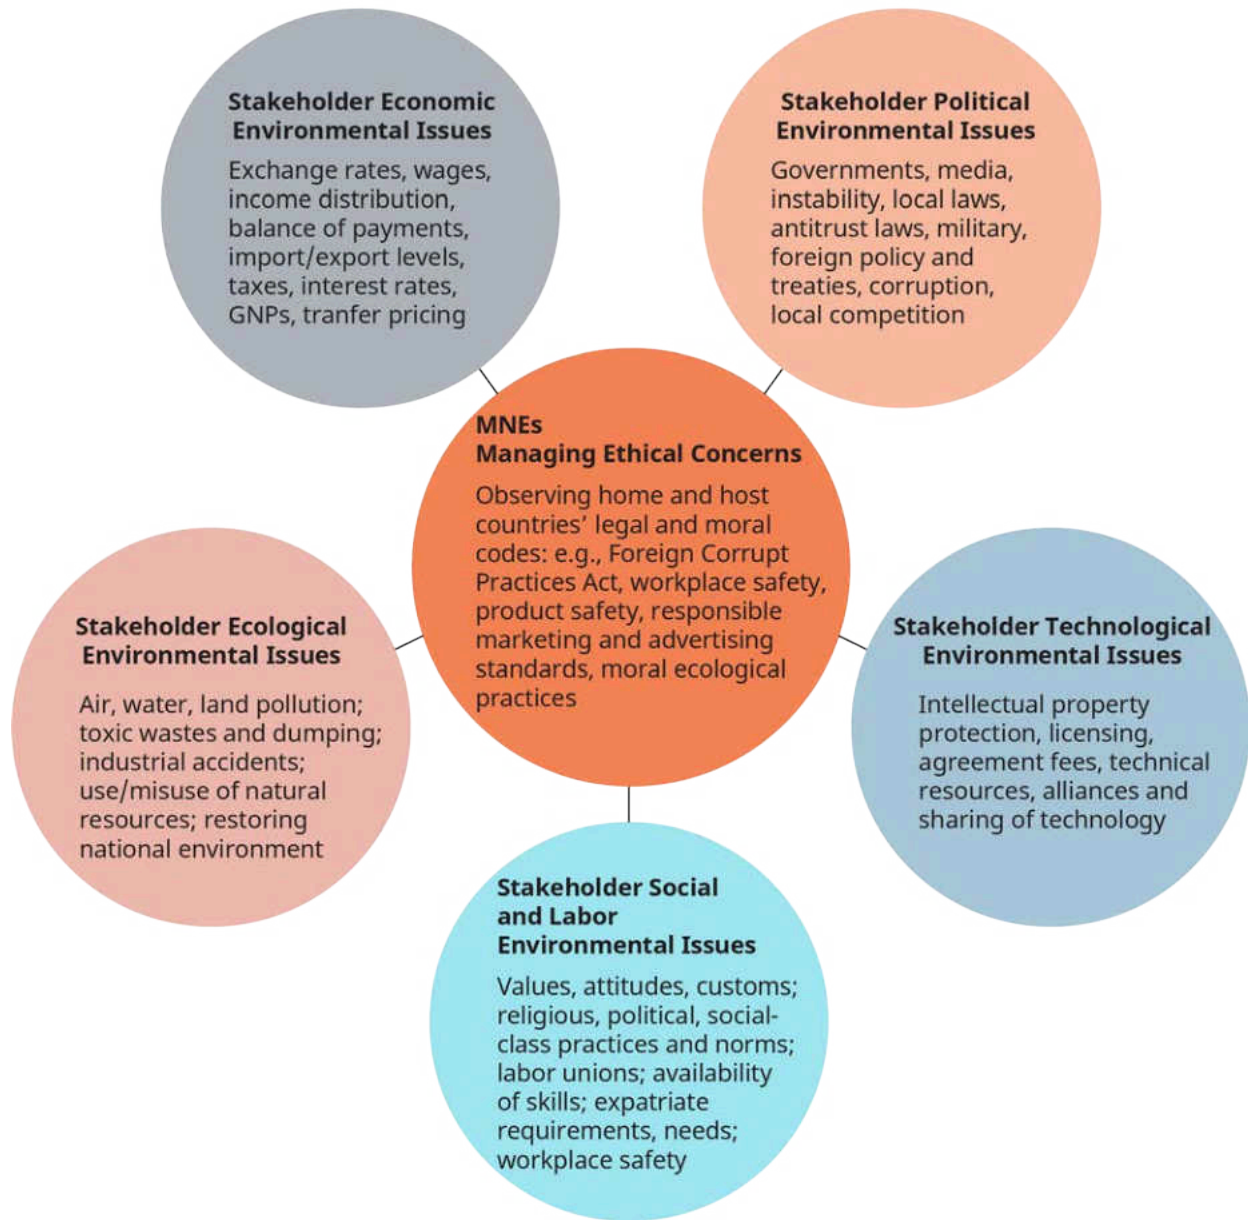 Stakeholder Economic
Environmental Issues
Exchange rates, wages,
income distribution,
balance of payments,
import/export levels,
taxes, interest rates,
GNPs, tranfer pricing
Stakeholder Political
Environmental Issues
Governments, media,
instability, local laws,
antitrust laws, military,
foreign policy and
treaties, corruption,
local competition
MNEs
Managing Ethical Concerns
Observing home and host
countries’ legal and moral
codes: e.g., Foreign Corrupt
Practices Act, workplace safety,
product safety, responsible
marketing and advertising
standards, moral ecological
practices
Stakeholder Ecological
Environmental Issues
Air, water, land pollution;
toxic wastes and dumping;
industrial accidents;
use/misuse of natural
resources; restoring
national environment
Stakeholder Technological
Environmental Issues
Intellectual property
protection, licensing,
agreement fees, technical
resources, alliances and
sharing of technology
Stakeholder Social
and Labor
Environmental Issues
Values, attitudes, customs;
religious, political, social-
class practices and norms;
labor unions; availability
of skills; expatriate
requirements, needs;
workplace safety